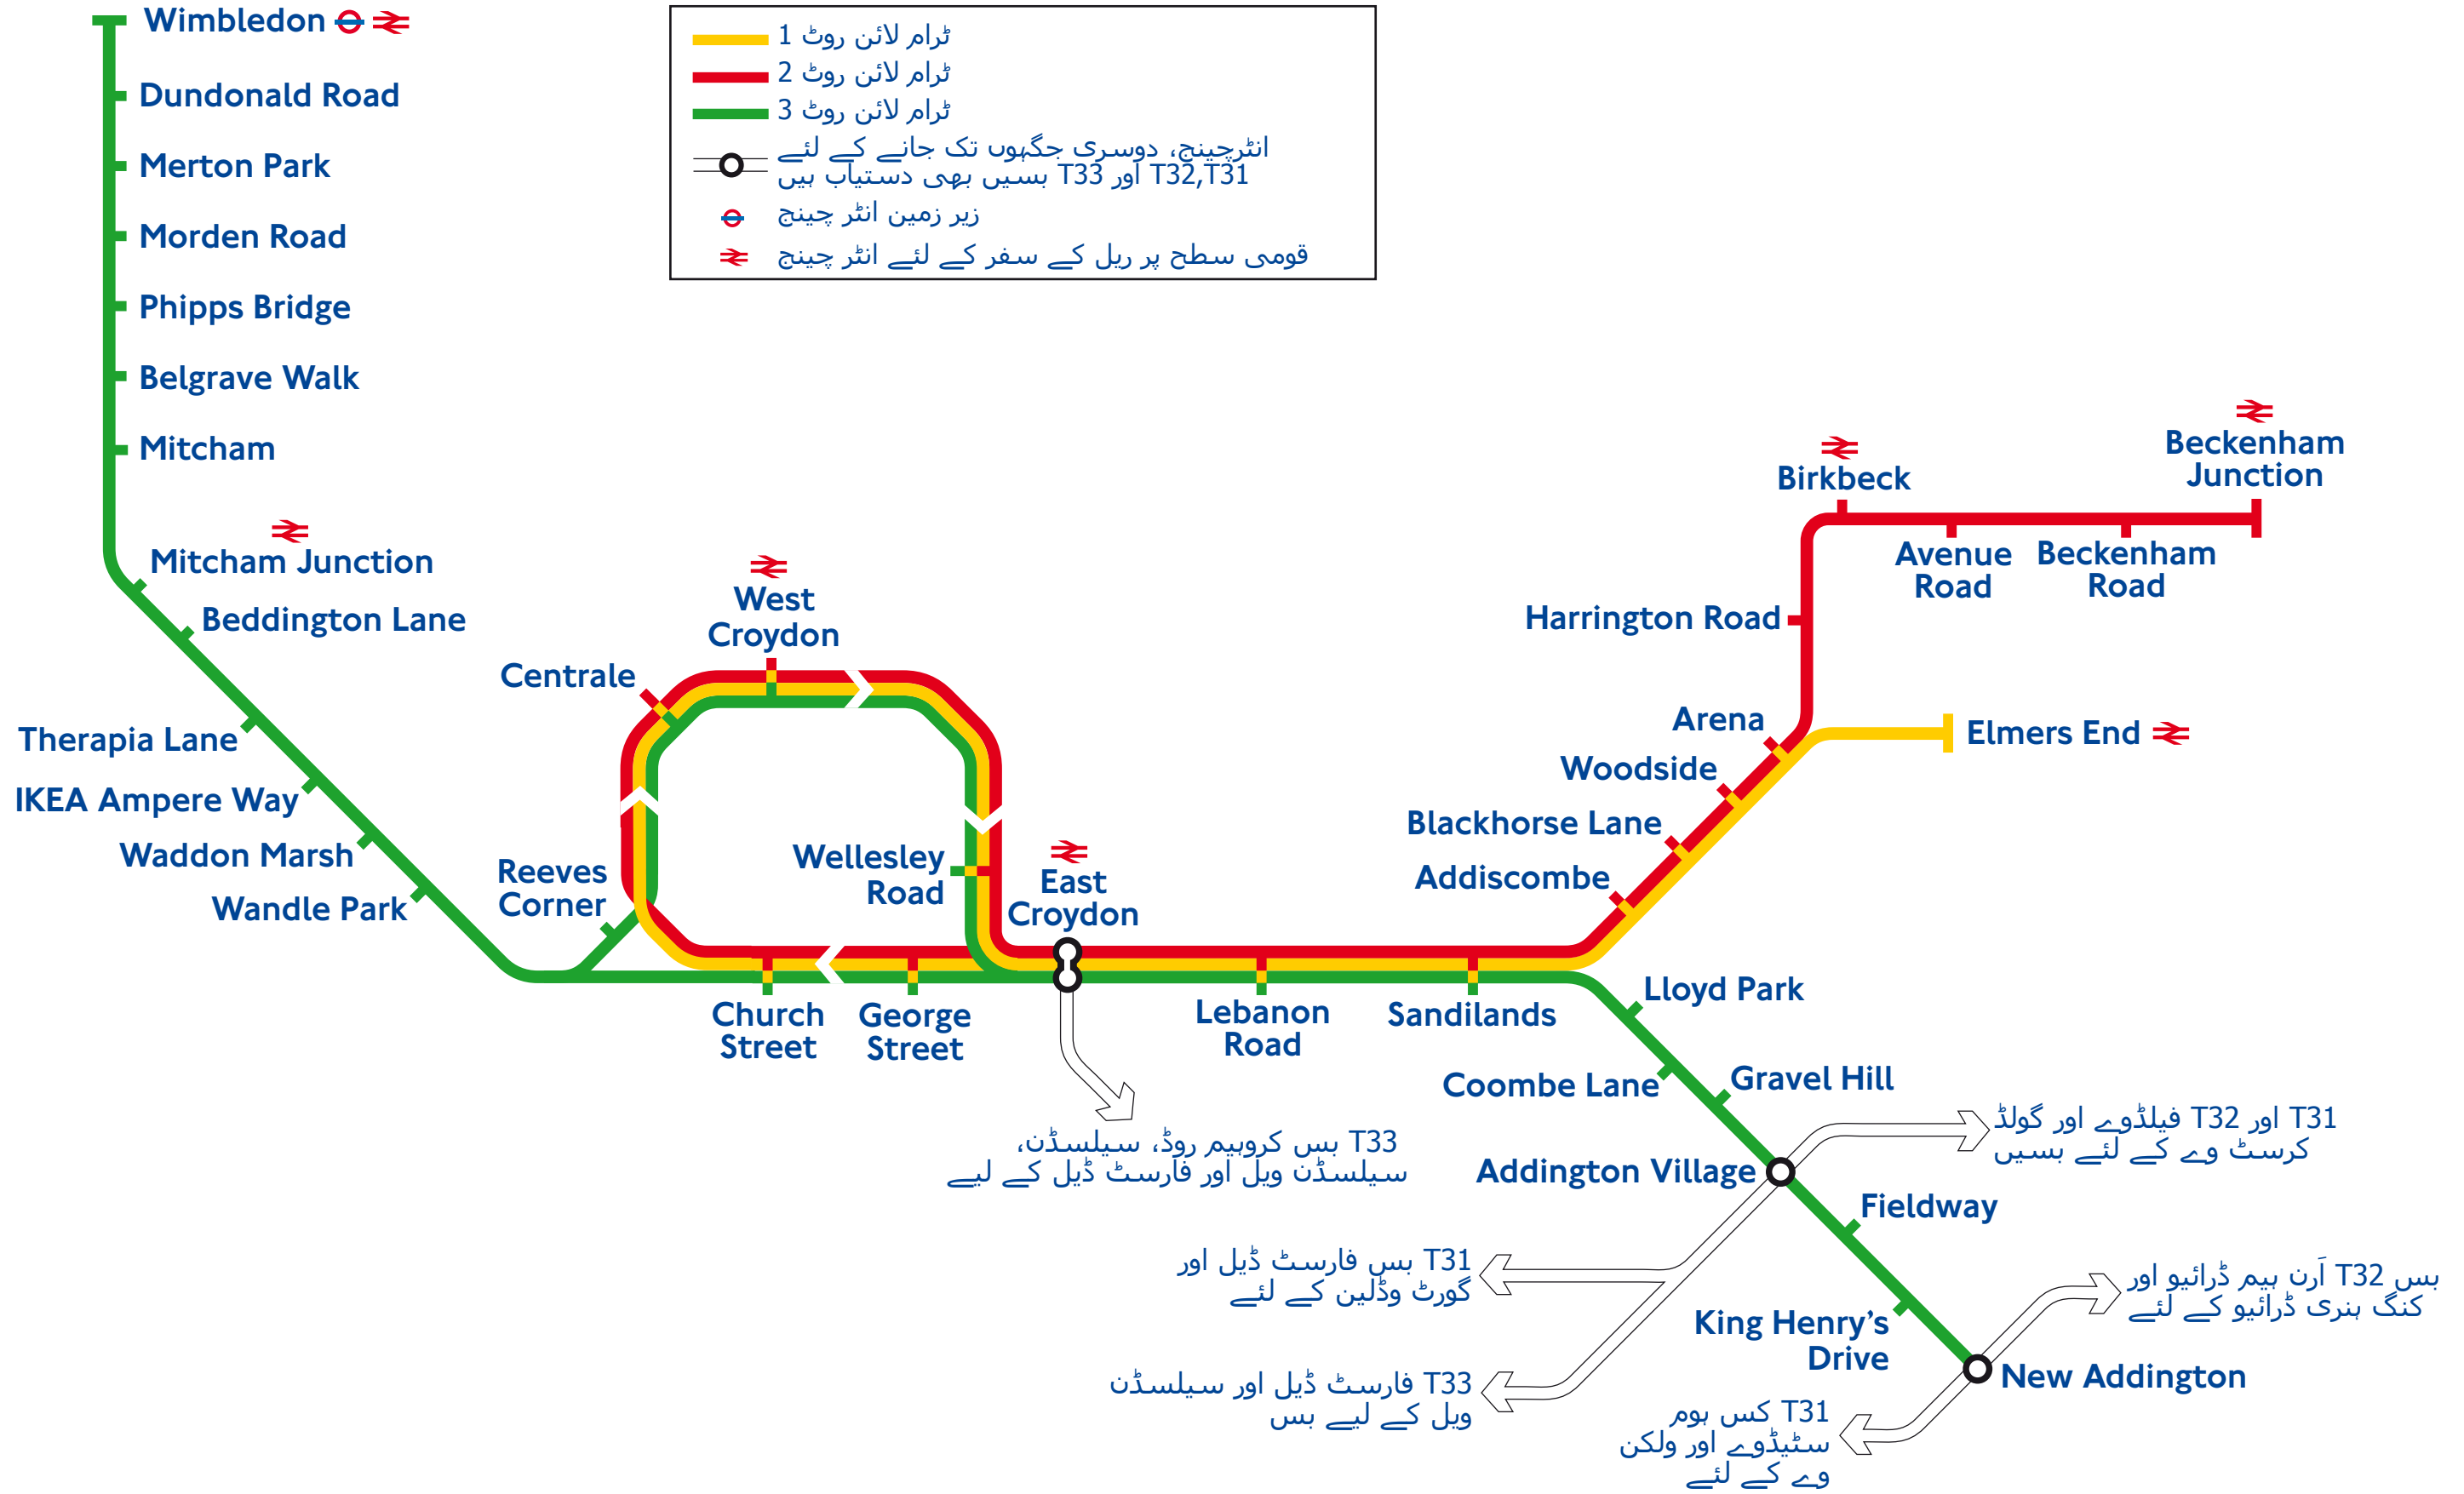 Wimbledon
Dundonald Road
Merton Park
Morden Road
Phipps Bridge
Belgrave Walk
Mitcham
Mitcham Junction
Beddington Lane
Therapia Lane
IKEA Ampere Way
Waddon Marsh
Wandle Park
ٹرام لائن روٹ 1
ٹرام لائن روٹ 2
ٹرام لائن روٹ 3
انٹرچینج، دوسری جگہوں تک جانے کے لئے
T32,T31 اور T33 بسیں بھی دستیاب ہیں
زیر زمین انٹر چینج
قومی سطح پر ریل کے سفر کے لئے انٹر چینج
West
Croydon
Centrale
Reeves
Corner
Wellesley
Road
East
Croydon
Church
Street
George
Street
Lebanon
Road
Sandilands
Addiscombe
Blackhorse Lane
Woodside
Arena
Elmers End
Harrington Road
Birkbeck
Avenue
Road
Beckenham
Road
Beckenham
Junction
Lloyd Park
Coombe Lane
Gravel Hill
Addington Village
Fieldway
King Henry's
Drive
New Addington
T33 بس کروہیم روڈ، سیلسڈن،
سیلسڈن ویل اور فارسٹ ڈیل کے لیے
T31 اور T32 فیلڈوے اور گولڈ
کرسٹ وے کے لئے بسیں
T31 بس فارسٹ ڈیل اور
گورٹ وڈلین کے لئے
T33 فارسٹ ڈیل اور سیلسڈن
ویل کے لیے بس
بس T32 اَرن ہیم ڈرائیو اور
کنگ ہنری ڈرائیو کے لئے
T31 کس ہوم
سٹیڈوے اور ولکن
وے کے لئے